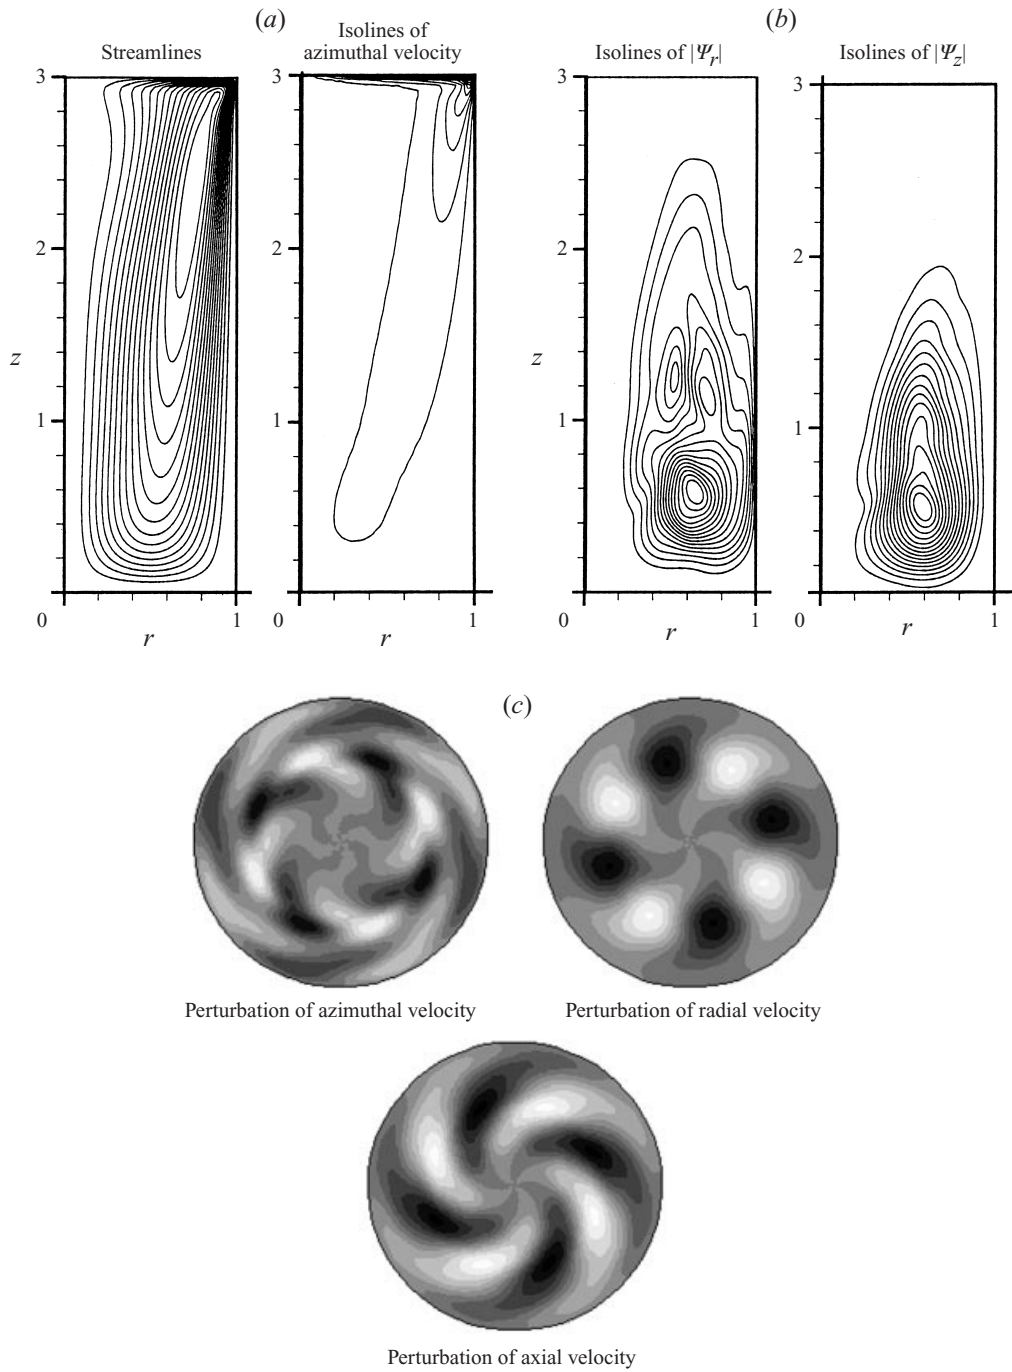 (a)
(b)
Streamlines
Isolines of
azimuthal velocity
Isolines of |Ψr|
Isolines of |Ψz|
3
3
3
3
2
2
2
2
z
z
1
1
1
1
0
1
0
1
0
1
0
1
r
r
r
r
(c)
Perturbation of azimuthal velocity
Perturbation of radial velocity
Perturbation of axial velocity